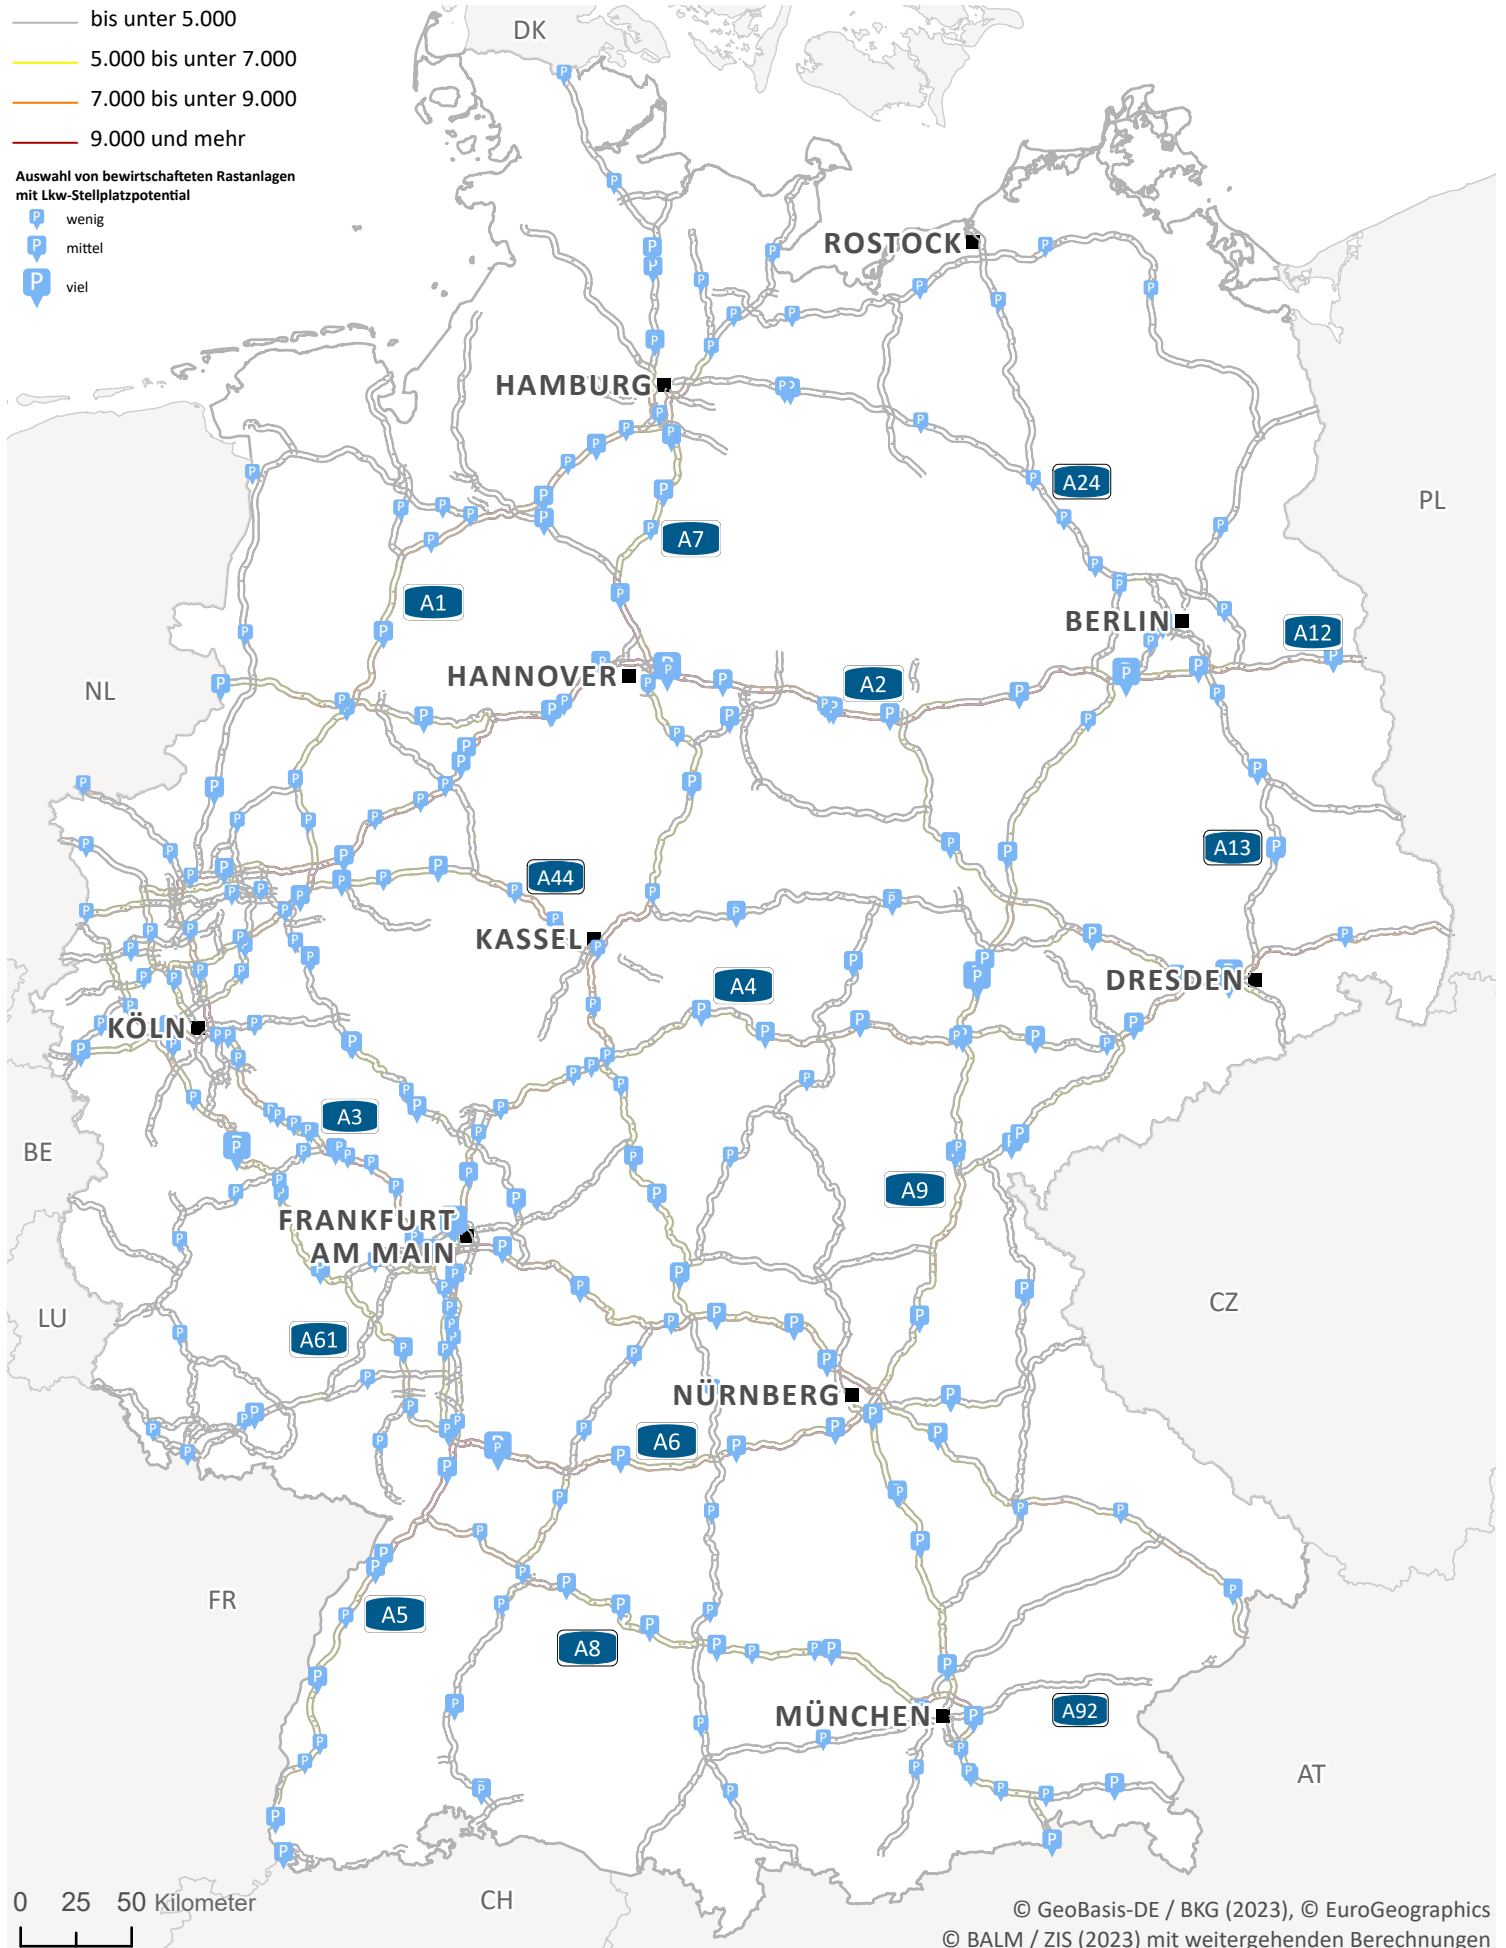 bis unter 5.000
5.000 bis unter 7.000
7.000 bis unter 9.000
9.000 und mehr
Auswahl von bewirtschafteten Rastanlagen
mit Lkw-Stellplatzpotential
P wenig
P mittel
P viel
DK
ROSTOCK
HAMBURG
A24
PL
A7
A1
BERLIN
A12
HANNOVER
A2
NL
A13
A44
KASSEL
DRESDEN
A4
KÖLN
A3
BE
A9
FRANKFURT
AM MAIN
CZ
LU
A61
NÜRNBERG
A6
FR
A5
A8
A92
MÜNCHEN
AT
CH
0 25 50 Kilometer
© GeoBasis-DE / BKG (2023), © EuroGeographics
© BALM / ZIS (2023) mit weitergehenden Berechnungen